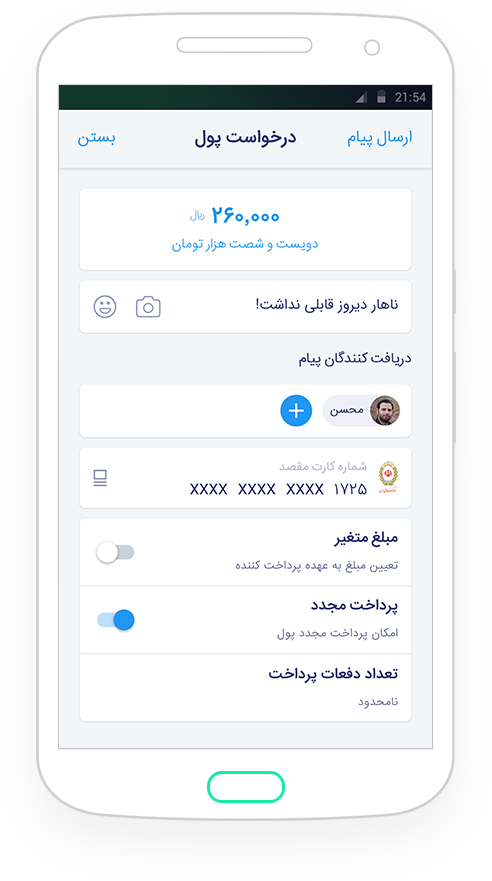 21:54
ارسال پیام
درخواست پول
بستن
۲۶۰,۰۰۰ ریال
دویست و شصت هزار تومان
ناهار دیروز قابلی نداشت!
دریافت کنندگان پیام
محسن
شماره کارت مقصد
XXXX XXXX XXXX ۱۷۲۵
مبلغ متغیر
تعیین مبلغ به عهده پرداخت کننده
پرداخت مجدد
امکان پرداخت مجدد پول
تعداد دفعات پرداخت
نامحدود